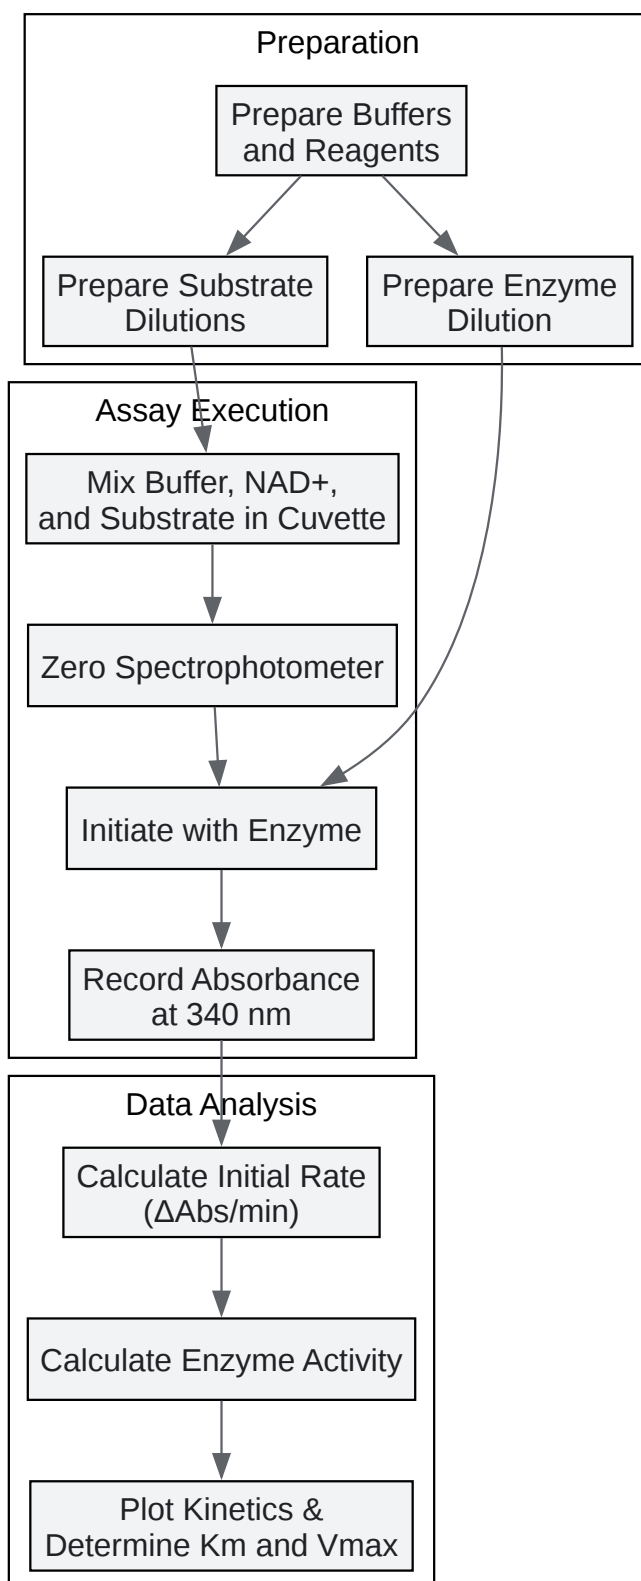 Preparation
Prepare Buffers
and Reagents
Prepare Substrate
Dilutions
Prepare Enzyme
Dilution
Assay Execution
Mix Buffer, NAD+,
and Substrate in Cuvette
Zero Spectrophotometer
Initiate with Enzyme
Record Absorbance
at 340 nm
Data Analysis
Calculate Initial Rate
(ΔAbs/min)
Calculate Enzyme Activity
Plot Kinetics &
Determine Km and Vmax